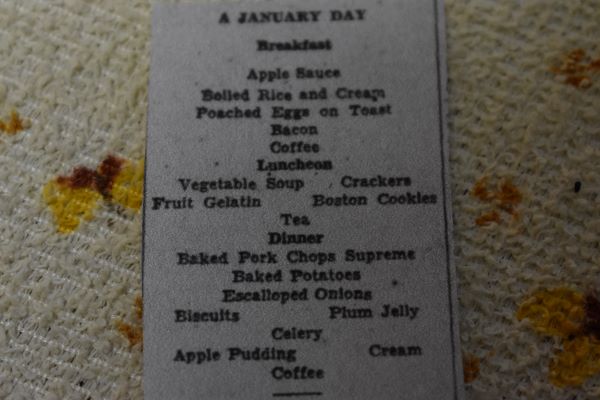 A JANUARY DAY
Breakfast
Apple Sauce
Boiled Rice and Cream
Poached Eggs on Toast
Bacon
Coffee
Luncheon
Vegetable Soup Crackers
Fruit Gelatin Boston Cookies
Tea
Dinner
Baked Pork Chops Supreme
Baked Potatoes
Escalloped Onions
Biscuits Plum Jelly
Celery
Apple Pudding Cream
Coffee